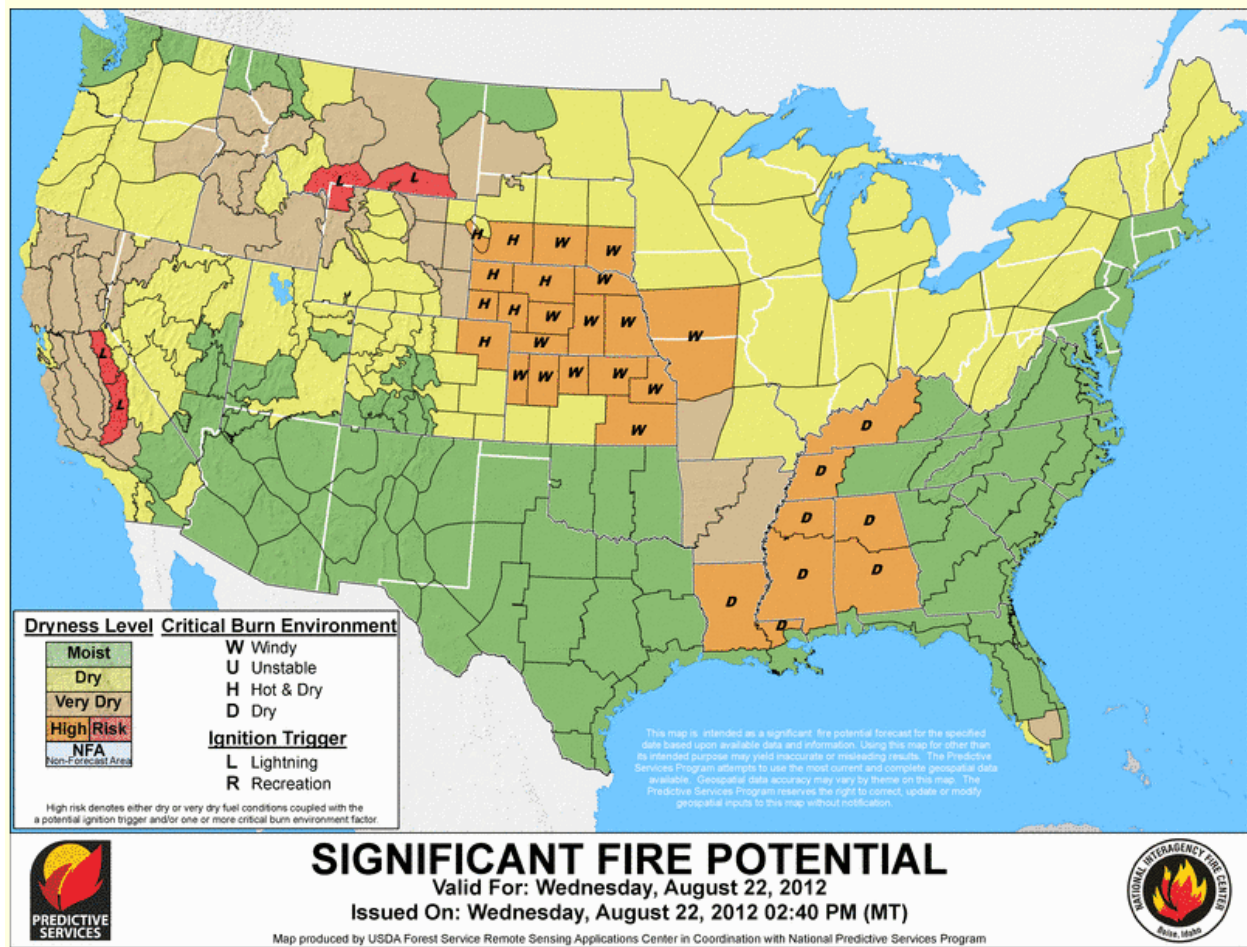 L
L
H
H
W
W
H
H
W
H
H
W
W
W
W
H
W
W
W
W
W
W
W
L
L
D
D
D
D
D
D
D
D
Dryness Level
Moist
Dry
Very Dry
High Risk
NFA
Non-Forecast Area
Critical Burn Environment
W Windy
U Unstable
H Hot & Dry
D Dry
Ignition Trigger
L Lightning
R Recreation
High risk denotes either dry or very dry fuel conditions coupled with the
a potential ignition trigger and/or one or more critical burn environment factor.
This map is intended as a significant fire potential forecast for the specified
date based upon available data and information. Using this map for other than
its intended purpose may yield inaccurate or misleading results. The Predictive
Services Program attempts to use the most current and complete geospatial data
available. Geospatial data accuracy may vary by theme on this map. The
Predictive Services Program reserves the right to correct, update or modify
geospatial inputs to this map without notification.
PREDICTIVE
SERVICES
SIGNIFICANT FIRE POTENTIAL
Valid For: Wednesday, August 22, 2012
Issued On: Wednesday, August 22, 2012 02:40 PM (MT)
Map produced by USDA Forest Service Remote Sensing Applications Center in Coordination with National Predictive Services Program
NATIONAL INTERAGENCY FIRE CENTER
Boise, Idaho